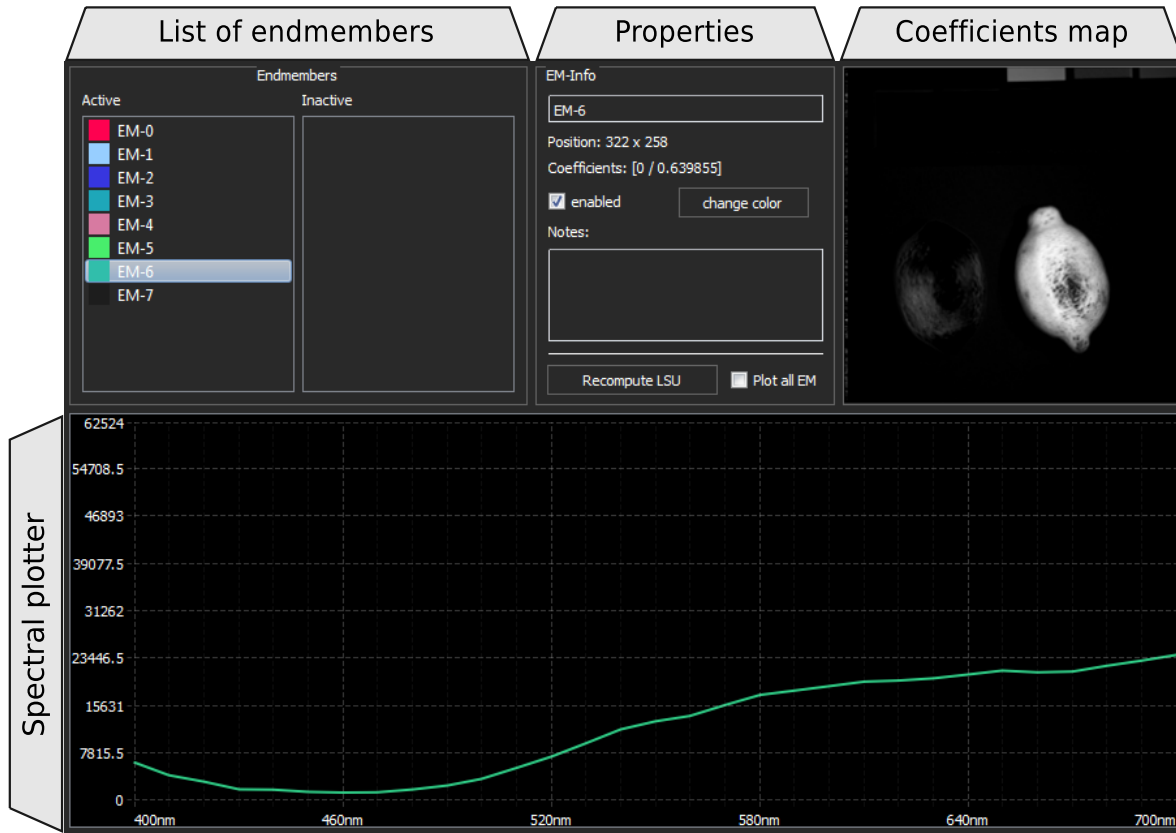 List of endmembers
Properties
Coefficients map
Endmembers
Active
Inactive
EM-0
EM-1
EM-2
EM-3
EM-4
EM-5
EM-6
EM-7
EM-Info
EM-6
Position: 322 x 258
Coefficients: [0 / 0.639855]
enabled
change color
Notes:
Recompute LSU
Plot all EM
Spectral plotter
62524
54708.5
46893
39077.5
31262
23446.5
15631
7815.5
0
400nm
460nm
520nm
580nm
640nm
700nm